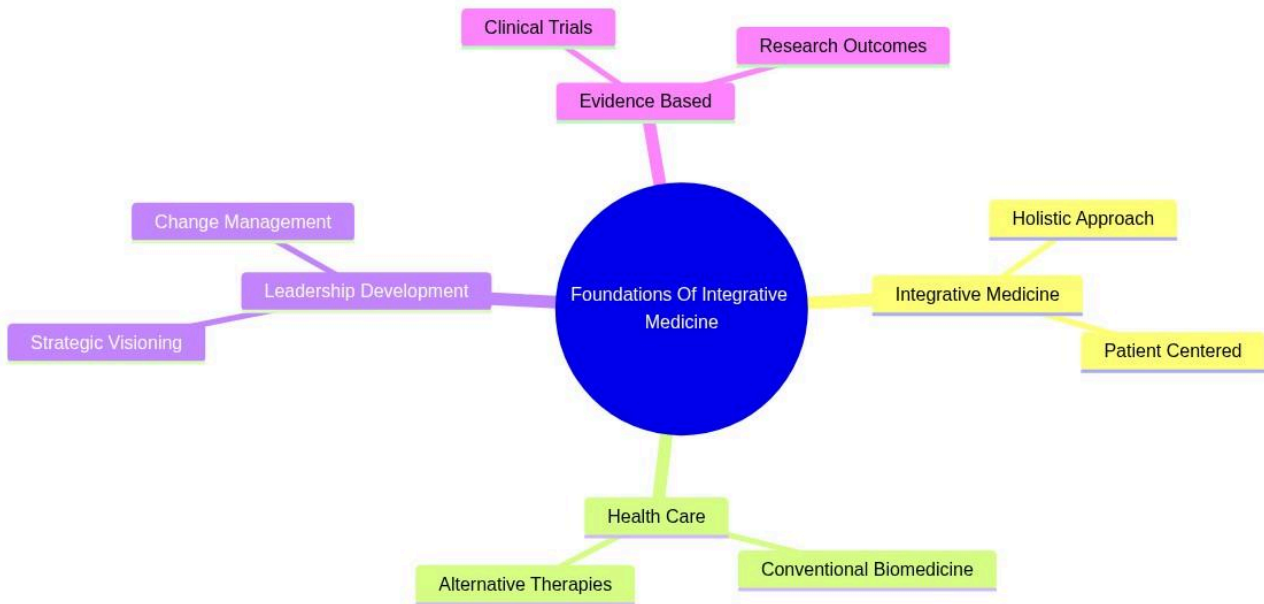 Clinical Trials
Research Outcomes
Evidence Based
Change Management
Holistic Approach
Leadership Development
Foundations Of Integrative
Medicine
Integrative Medicine
Strategic Visioning
Patient Centered
Health Care
Alternative Therapies
Conventional Biomedicine